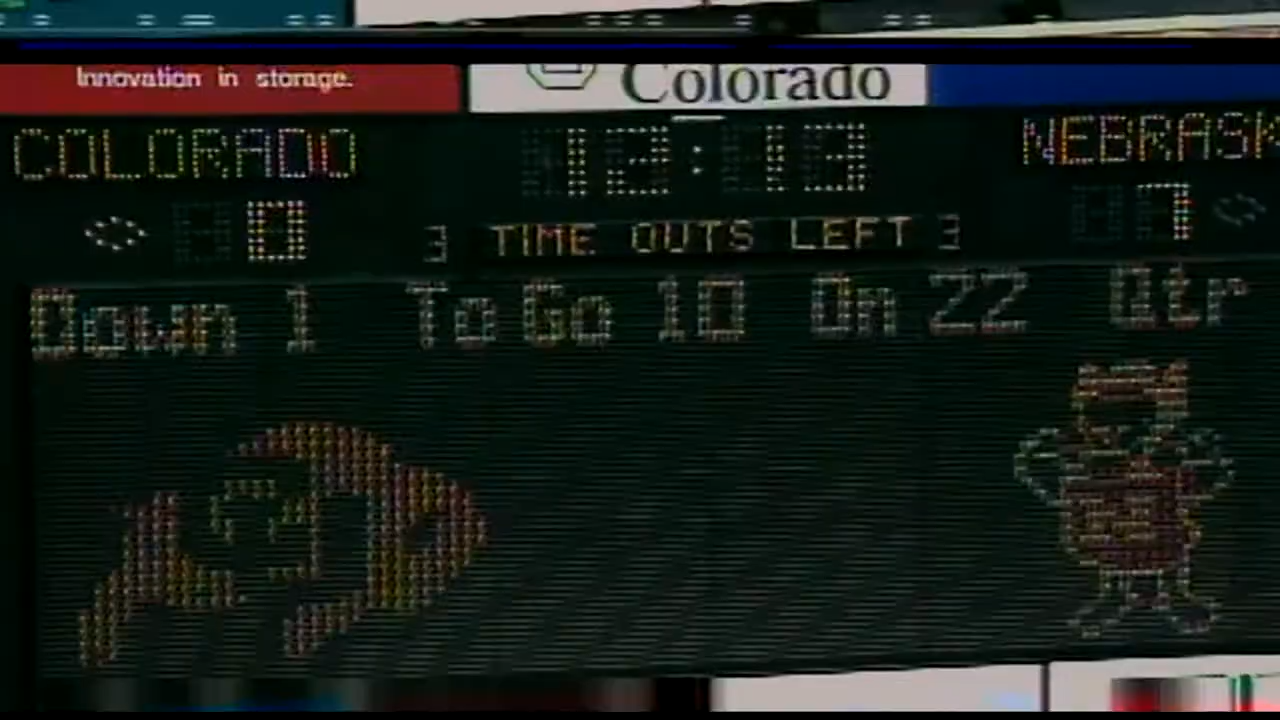 Innovation in storage.
Colorado
COLORADO 12:13 NEBRASK
0 3 TIME OUTS LEFT 3 7
Down 1 To Go 10 On 22 Qtr